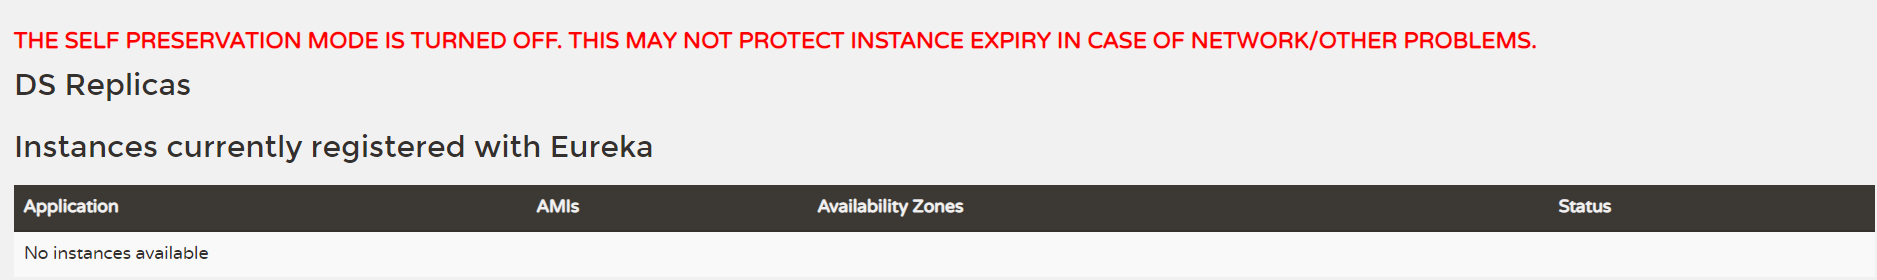 THE SELF PRESERVATION MODE IS TURNED OFF. THIS MAY NOT PROTECT INSTANCE EXPIRY IN CASE OF NETWORK/OTHER PROBLEMS.
DS Replicas
Instances currently registered with Eureka
Application AMIs Availability Zones Status
No instances available